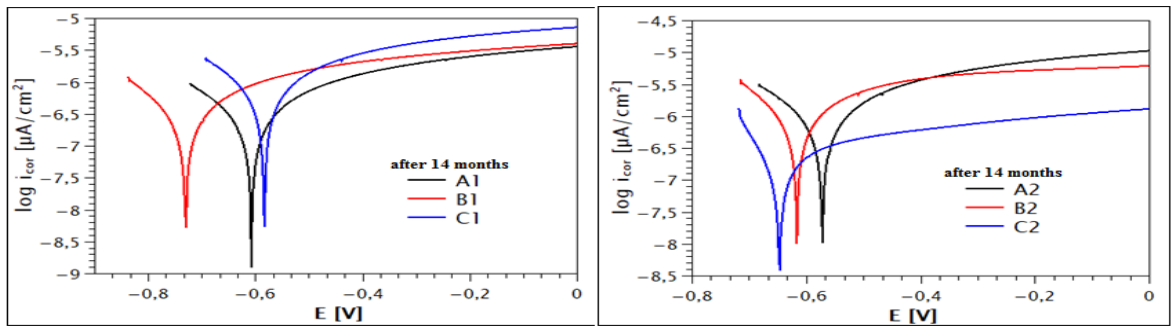 −5
−5.5
−6
−6.5
−7
−7.5
−8
−8.5
−9
log i_cor [µA/cm²]
after 14 months
A1
B1
C1
−0,8 −0,6 −0,4 −0,2 0
E [V]
−4.5
−5
−5.5
−6
−6.5
−7
−7.5
−8
−8.5
log i_cor [µA/cm²]
after 14 months
A2
B2
C2
−0.8 −0,6 −0,4 −0,2 0
E [V]